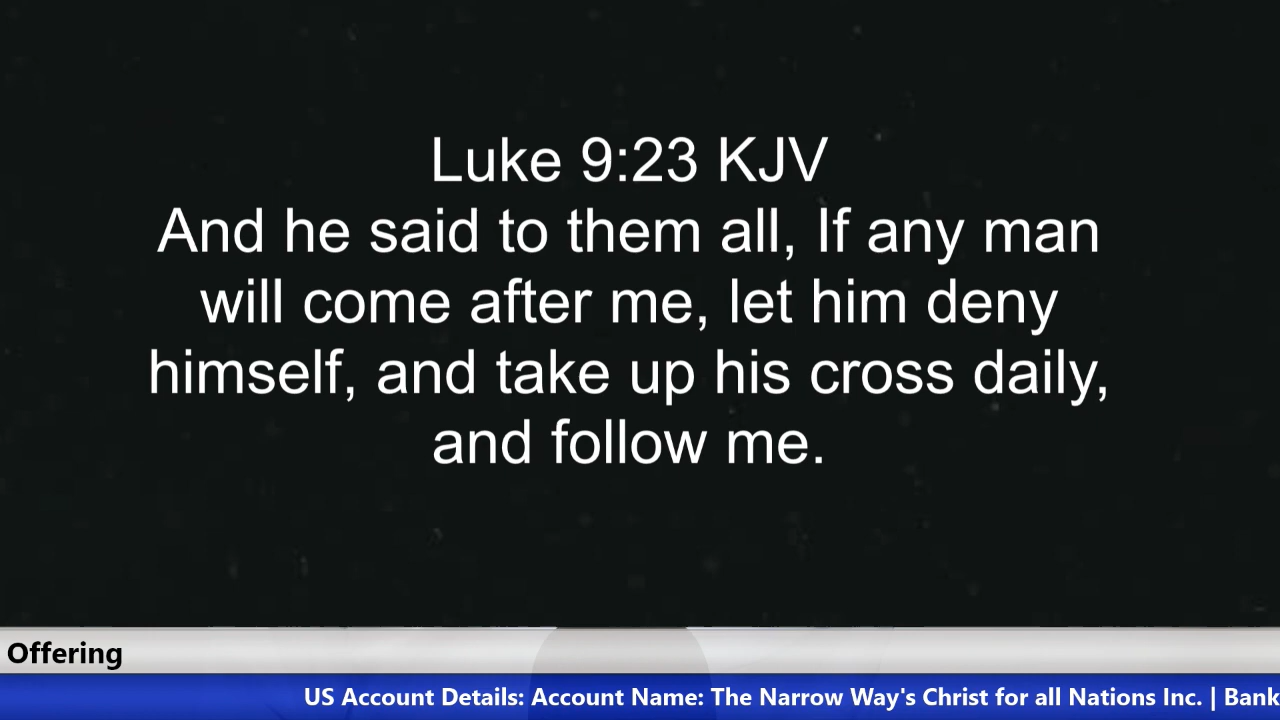 Luke 9:23 KJV
And he said to them all, If any man
will come after me, let him deny
himself, and take up his cross daily,
and follow me.
Offering
US Account Details: Account Name: The Narrow Way's Christ for all Nations Inc. | Bank